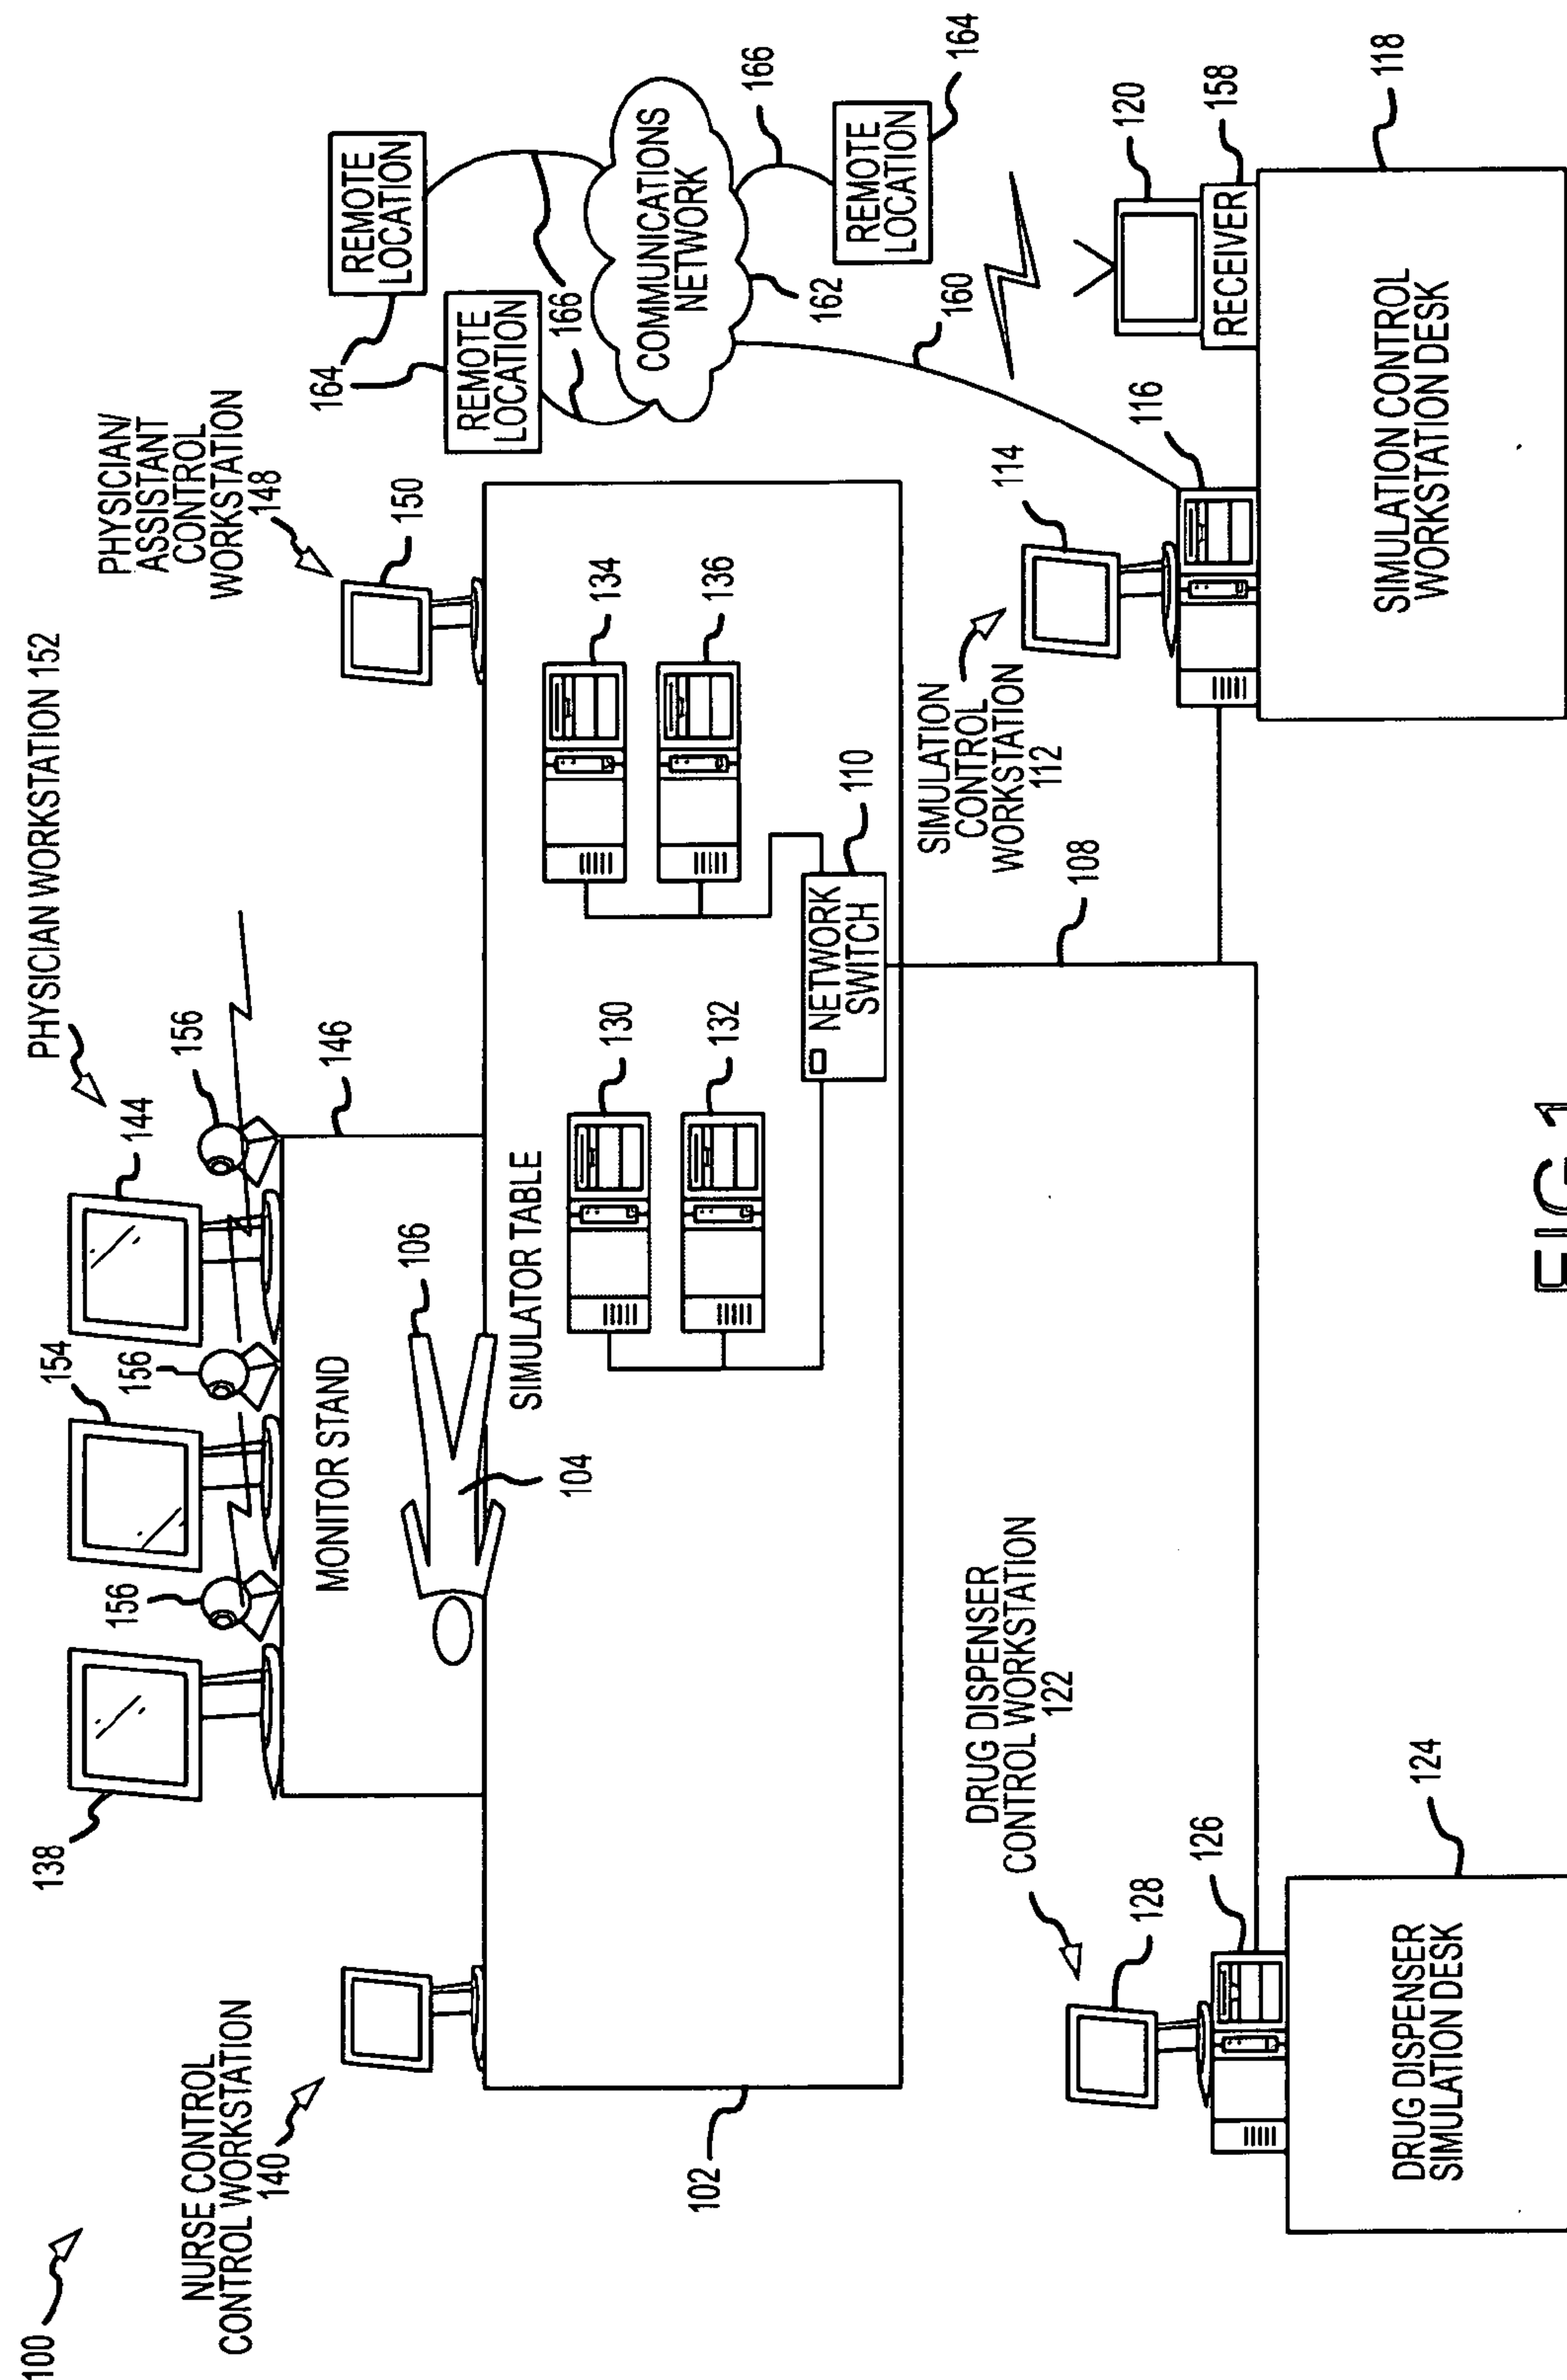 100
PHYSICIAN WORKSTATION 152
138
154
144
156
156
156
146
MONITOR STAND
106
104
NURSE CONTROL
CONTROL WORKSTATION
140
PHYSICIAN/
ASSISTANT
CONTROL
WORKSTATION
148
150
164
REMOTE
LOCATION
REMOTE
LOCATION
166
COMMUNICATIONS
NETWORK
162
166
REMOTE
LOCATION
164
160
SIMULATOR TABLE
130
132
134
136
NETWORK
SWITCH
110
102
108
DRUG DISPENSER
CONTROL WORKSTATION
122
128
126
124
DRUG DISPENSER
SIMULATION DESK
SIMULATION
CONTROL
WORKSTATION
112
114
116
120
RECEIVER
158
118
SIMULATION CONTROL
WORKSTATION DESK
FIG.1